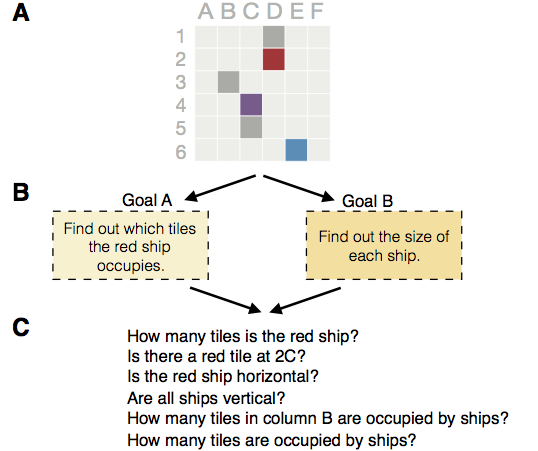 A
A B C D E F
1
2
3
4
5
6
B
Goal A
Goal B
Find out which tiles
the red ship
occupies.
Find out the size of
each ship.
C
How many tiles is the red ship?
Is there a red tile at 2C?
Is the red ship horizontal?
Are all ships vertical?
How many tiles in column B are occupied by ships?
How many tiles are occupied by ships?